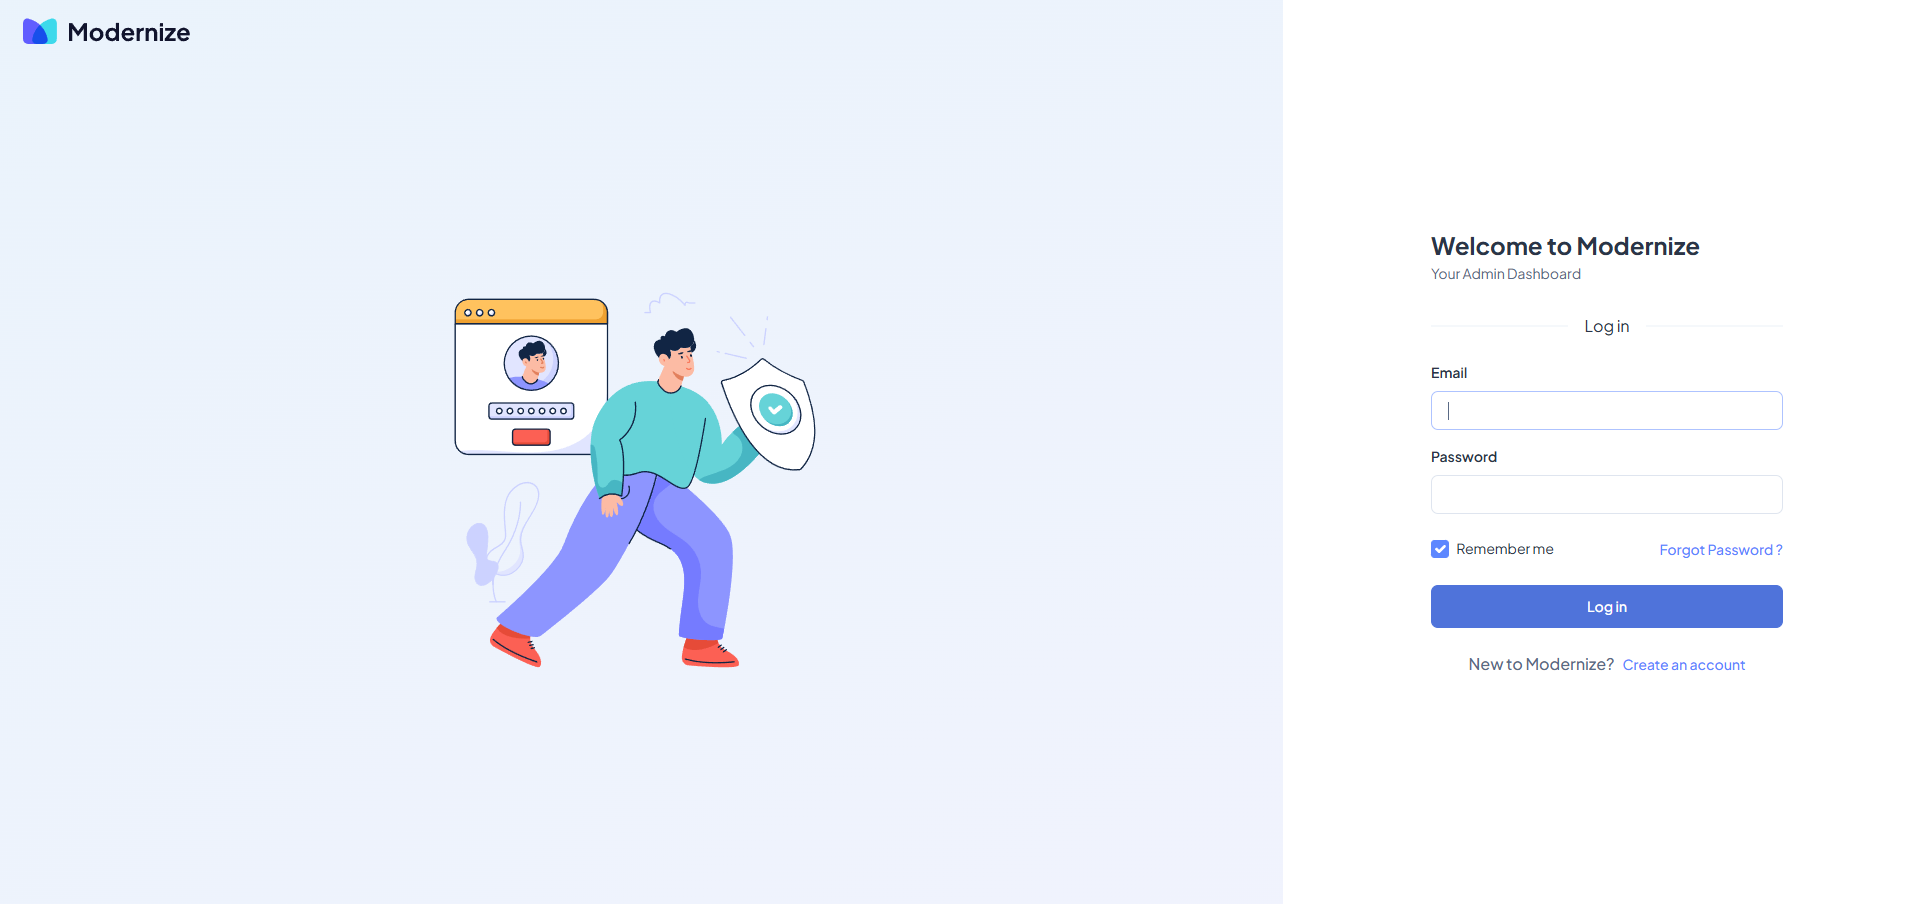 Modernize
Welcome to Modernize
Your Admin Dashboard
Log in
Email
Password
Remember me
Forgot Password ?
Log in
New to Modernize? Create an account